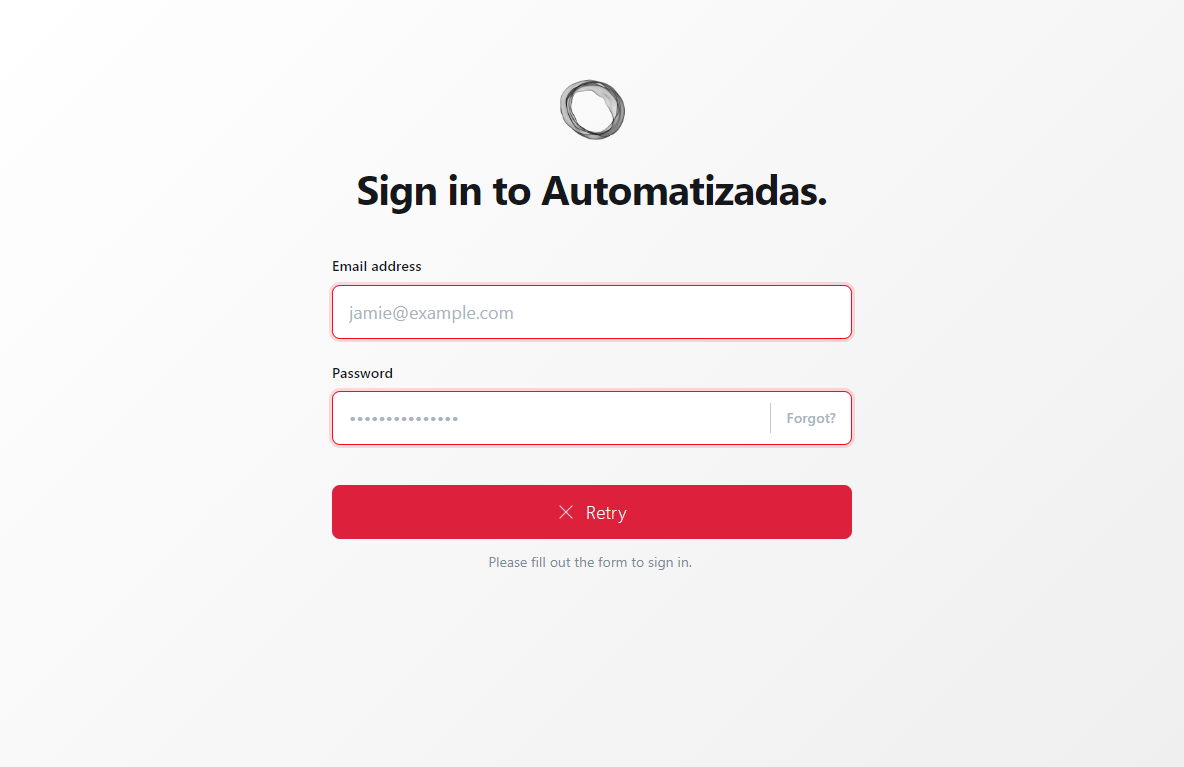 Sign in to Automatizadas.
Email address
jamie@example.com
Password
•••••••••••••••
Forgot?
Retry
Please fill out the form to sign in.